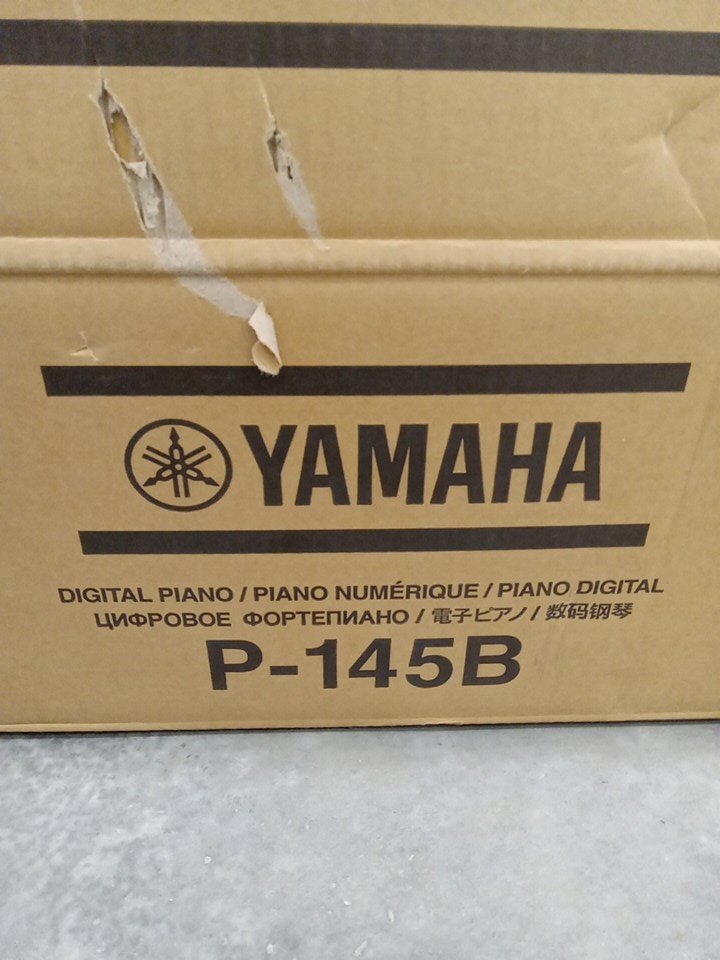 YAMAHA
DIGITAL PIANO / PIANO NUMÉRIQUE / PIANO DIGITAL
ЦИФРОВОЕ ФОРТЕПИАНО / 電子ピアノ / 数码钢琴
P-145B